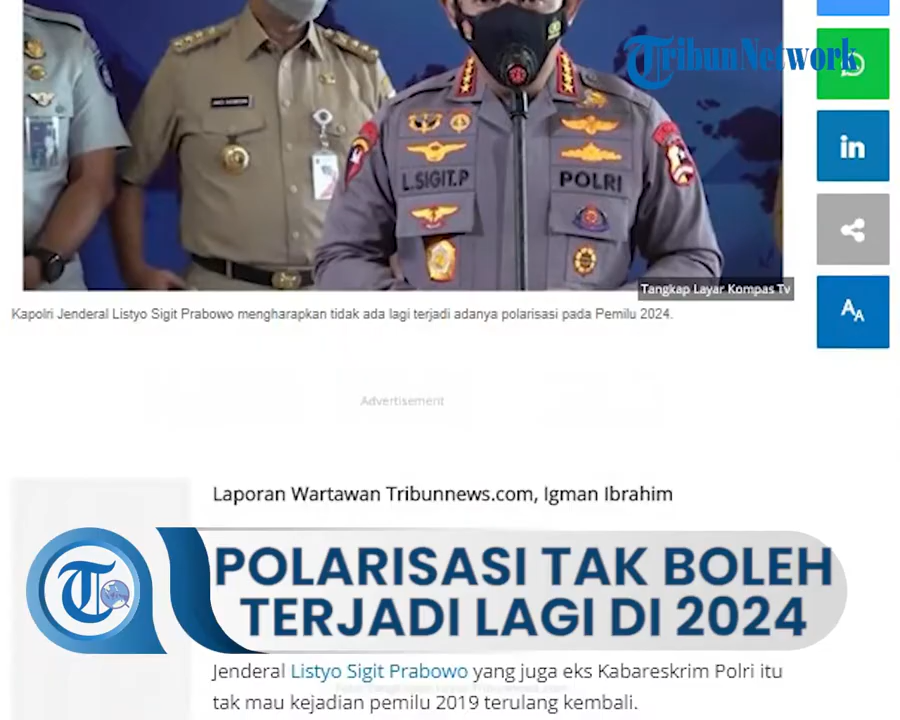 TribunNetwork
L.SIGIT.P
POLRI
Tangkap Layar Kompas Tv
Kapolri Jenderal Listyo Sigit Prabowo mengharapkan tidak ada lagi terjadi adanya polarisasi pada Pemilu 2024.
Advertisement
Laporan Wartawan Tribunnews.com, Igman Ibrahim
POLARISASI TAK BOLEH
TERJADI LAGI DI 2024
Jenderal Listyo Sigit Prabowo yang juga eks Kabareskrim Polri itu
tak mau kejadian pemilu 2019 terulang kembali.